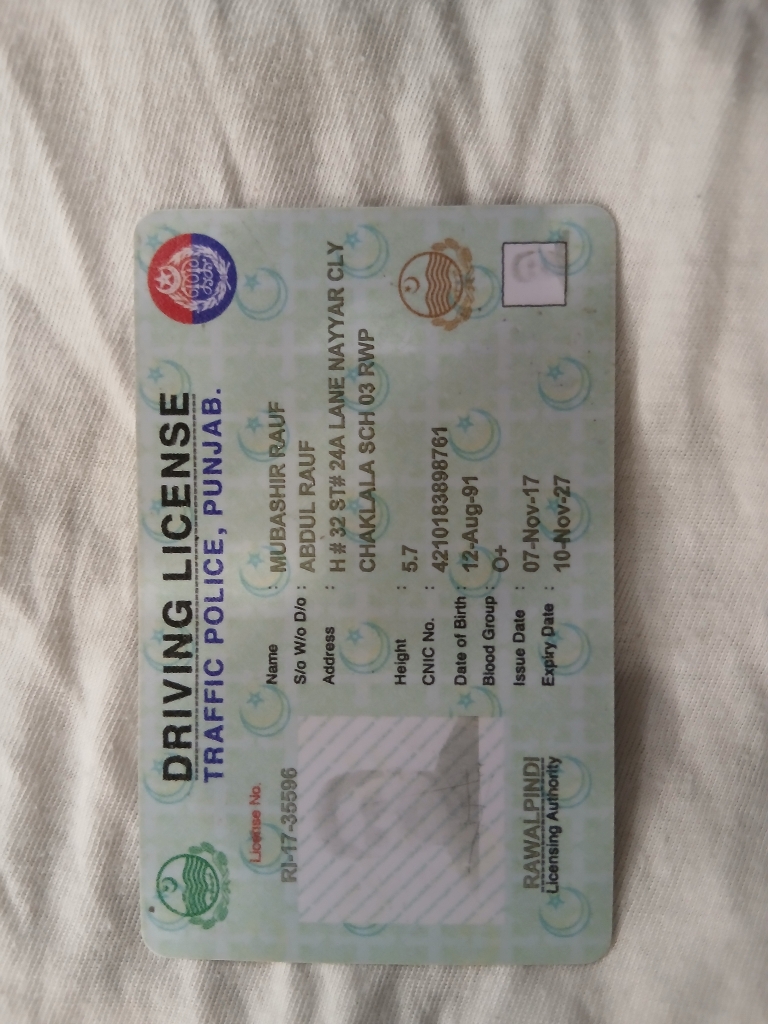 DRIVING LICENSE
TRAFFIC POLICE, PUNJAB.
License No.
RI-17-35596
Name : MUBASHIR RAUF
S/o W/o D/o : ABDUL RAUF
Address : H# 32 ST# 24A LANE NAYYAR CLY
CHAKLALA SCH 03 RWP
Height : 5.7
CNIC No. : 4210183898761
Date of Birth : 12-Aug-91
Blood Group : O+
Issue Date : 07-Nov-17
Expiry Date : 10-Nov-27
RAWALPINDI
Licensing Authority